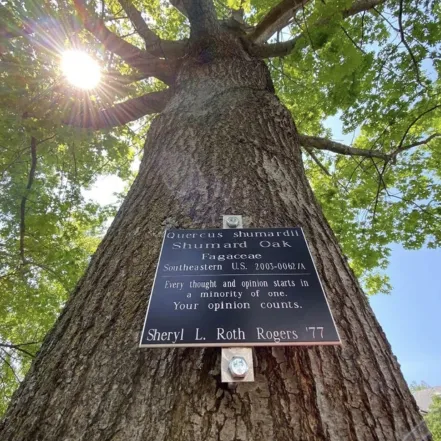 Quercus shumardii
Shumard Oak
Fagaceae
Southeastern U.S. 2003-0062*A
Every thought and opinion starts in
a minority of one.
Your opinion counts.
Sheryl L. Roth Rogers '77